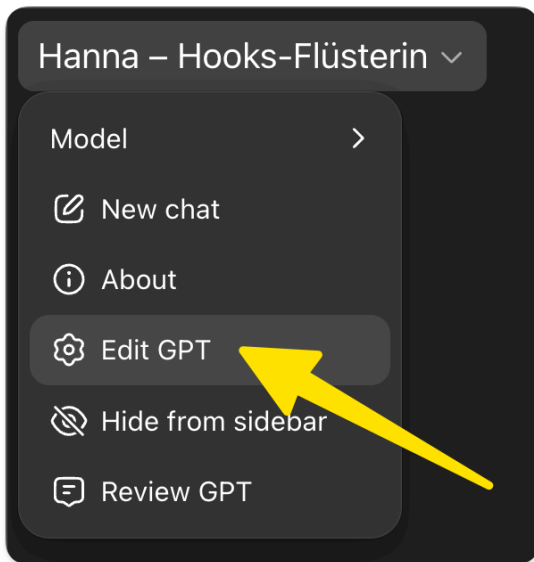 Hanna – Hooks-Flüsterin
Model
New chat
About
Edit GPT
Hide from sidebar
Review GPT